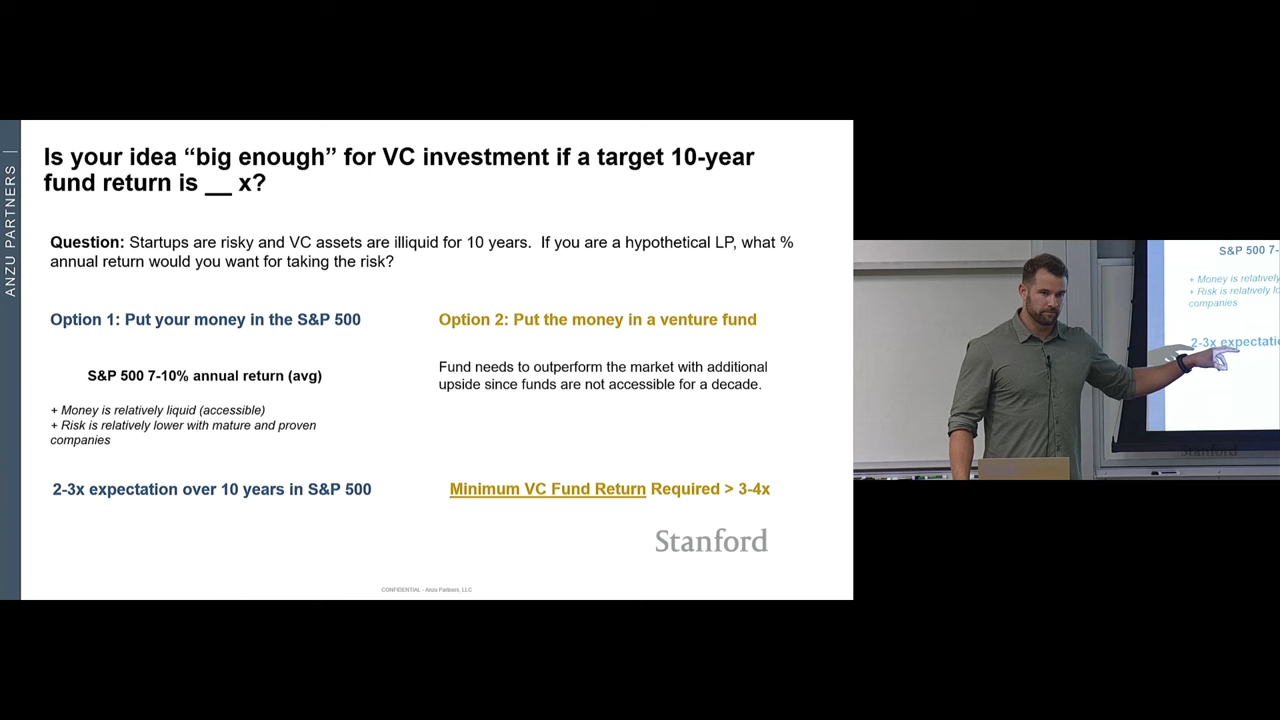 ANZU PARTNERS |
Is your idea “big enough” for VC investment if a target 10-year
fund return is __ x?
Question: Startups are risky and VC assets are illiquid for 10 years.  If you are a hypothetical LP, what %
annual return would you want for taking the risk?
Option 1: Put your money in the S&P 500
S&P 500 7-10% annual return (avg)
+ Money is relatively liquid (accessible)
+ Risk is relatively lower with mature and proven
companies
2-3x expectation over 10 years in S&P 500
Option 2: Put the money in a venture fund
Fund needs to outperform the market with additional
upside since funds are not accessible for a decade.
Minimum VC Fund Return Required > 3-4x
Stanford
CONFIDENTIAL - Anzu Partners, LLC
S&P 500 7-
+ Money is relatively
+ Risk is relatively
companies
2-3x
Stanford